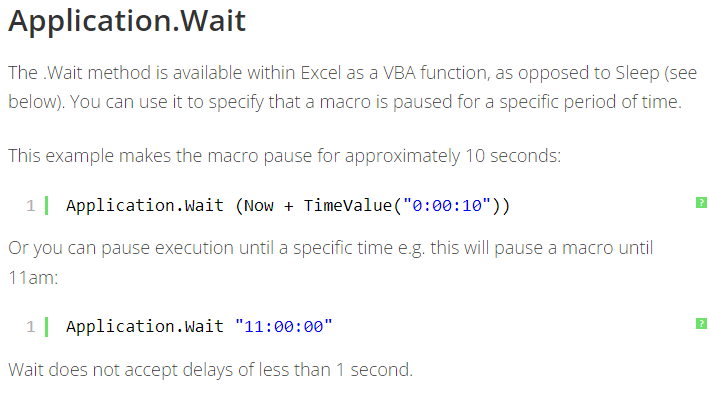 Application.Wait
The .Wait method is available within Excel as a VBA function, as opposed to Sleep (see
below). You can use it to specify that a macro is paused for a specific period of time.
This example makes the macro pause for approximately 10 seconds:
1 Application.Wait (Now + TimeValue("0:00:10")) ?
Or you can pause execution until a specific time e.g. this will pause a macro until
11am:
1 Application.Wait "11:00:00" ?
Wait does not accept delays of less than 1 second.